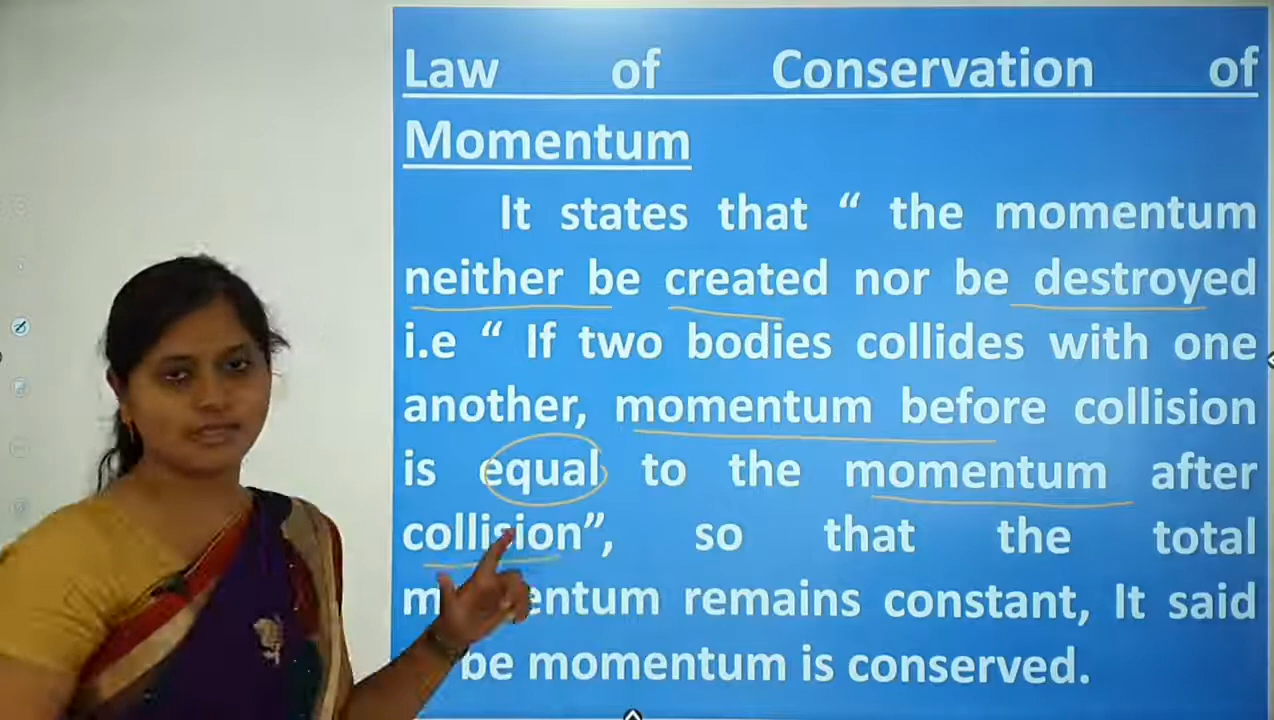 Law of Conservation of
Momentum
It states that “ the momentum
neither be created nor be destroyed
i.e “ If two bodies collides with one
another, momentum before collision
is equal to the momentum after
collision”, so that the total
entum remains constant, It said
be momentum is conserved.